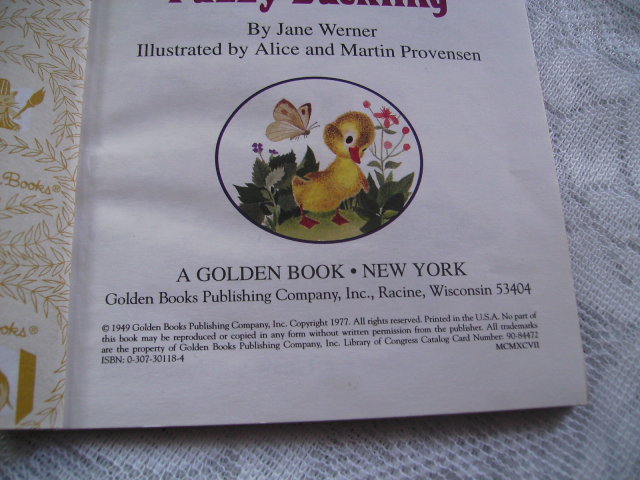 Fuzzy Duckling
By Jane Werner
Illustrated by Alice and Martin Provensen
A GOLDEN BOOK • NEW YORK
Golden Books Publishing Company, Inc., Racine, Wisconsin 53404
© 1949 Golden Books Publishing Company, Inc. Copyright 1977. All rights reserved. Printed in the U.S.A. No part of
this book may be reproduced or copied in any form without written permission from the publisher. All trademarks
are the property of Golden Books Publishing Company, Inc. Library of Congress Catalog Card Number: 90-84472
ISBN: 0-307-30118-4 MCMXCVII
Books®